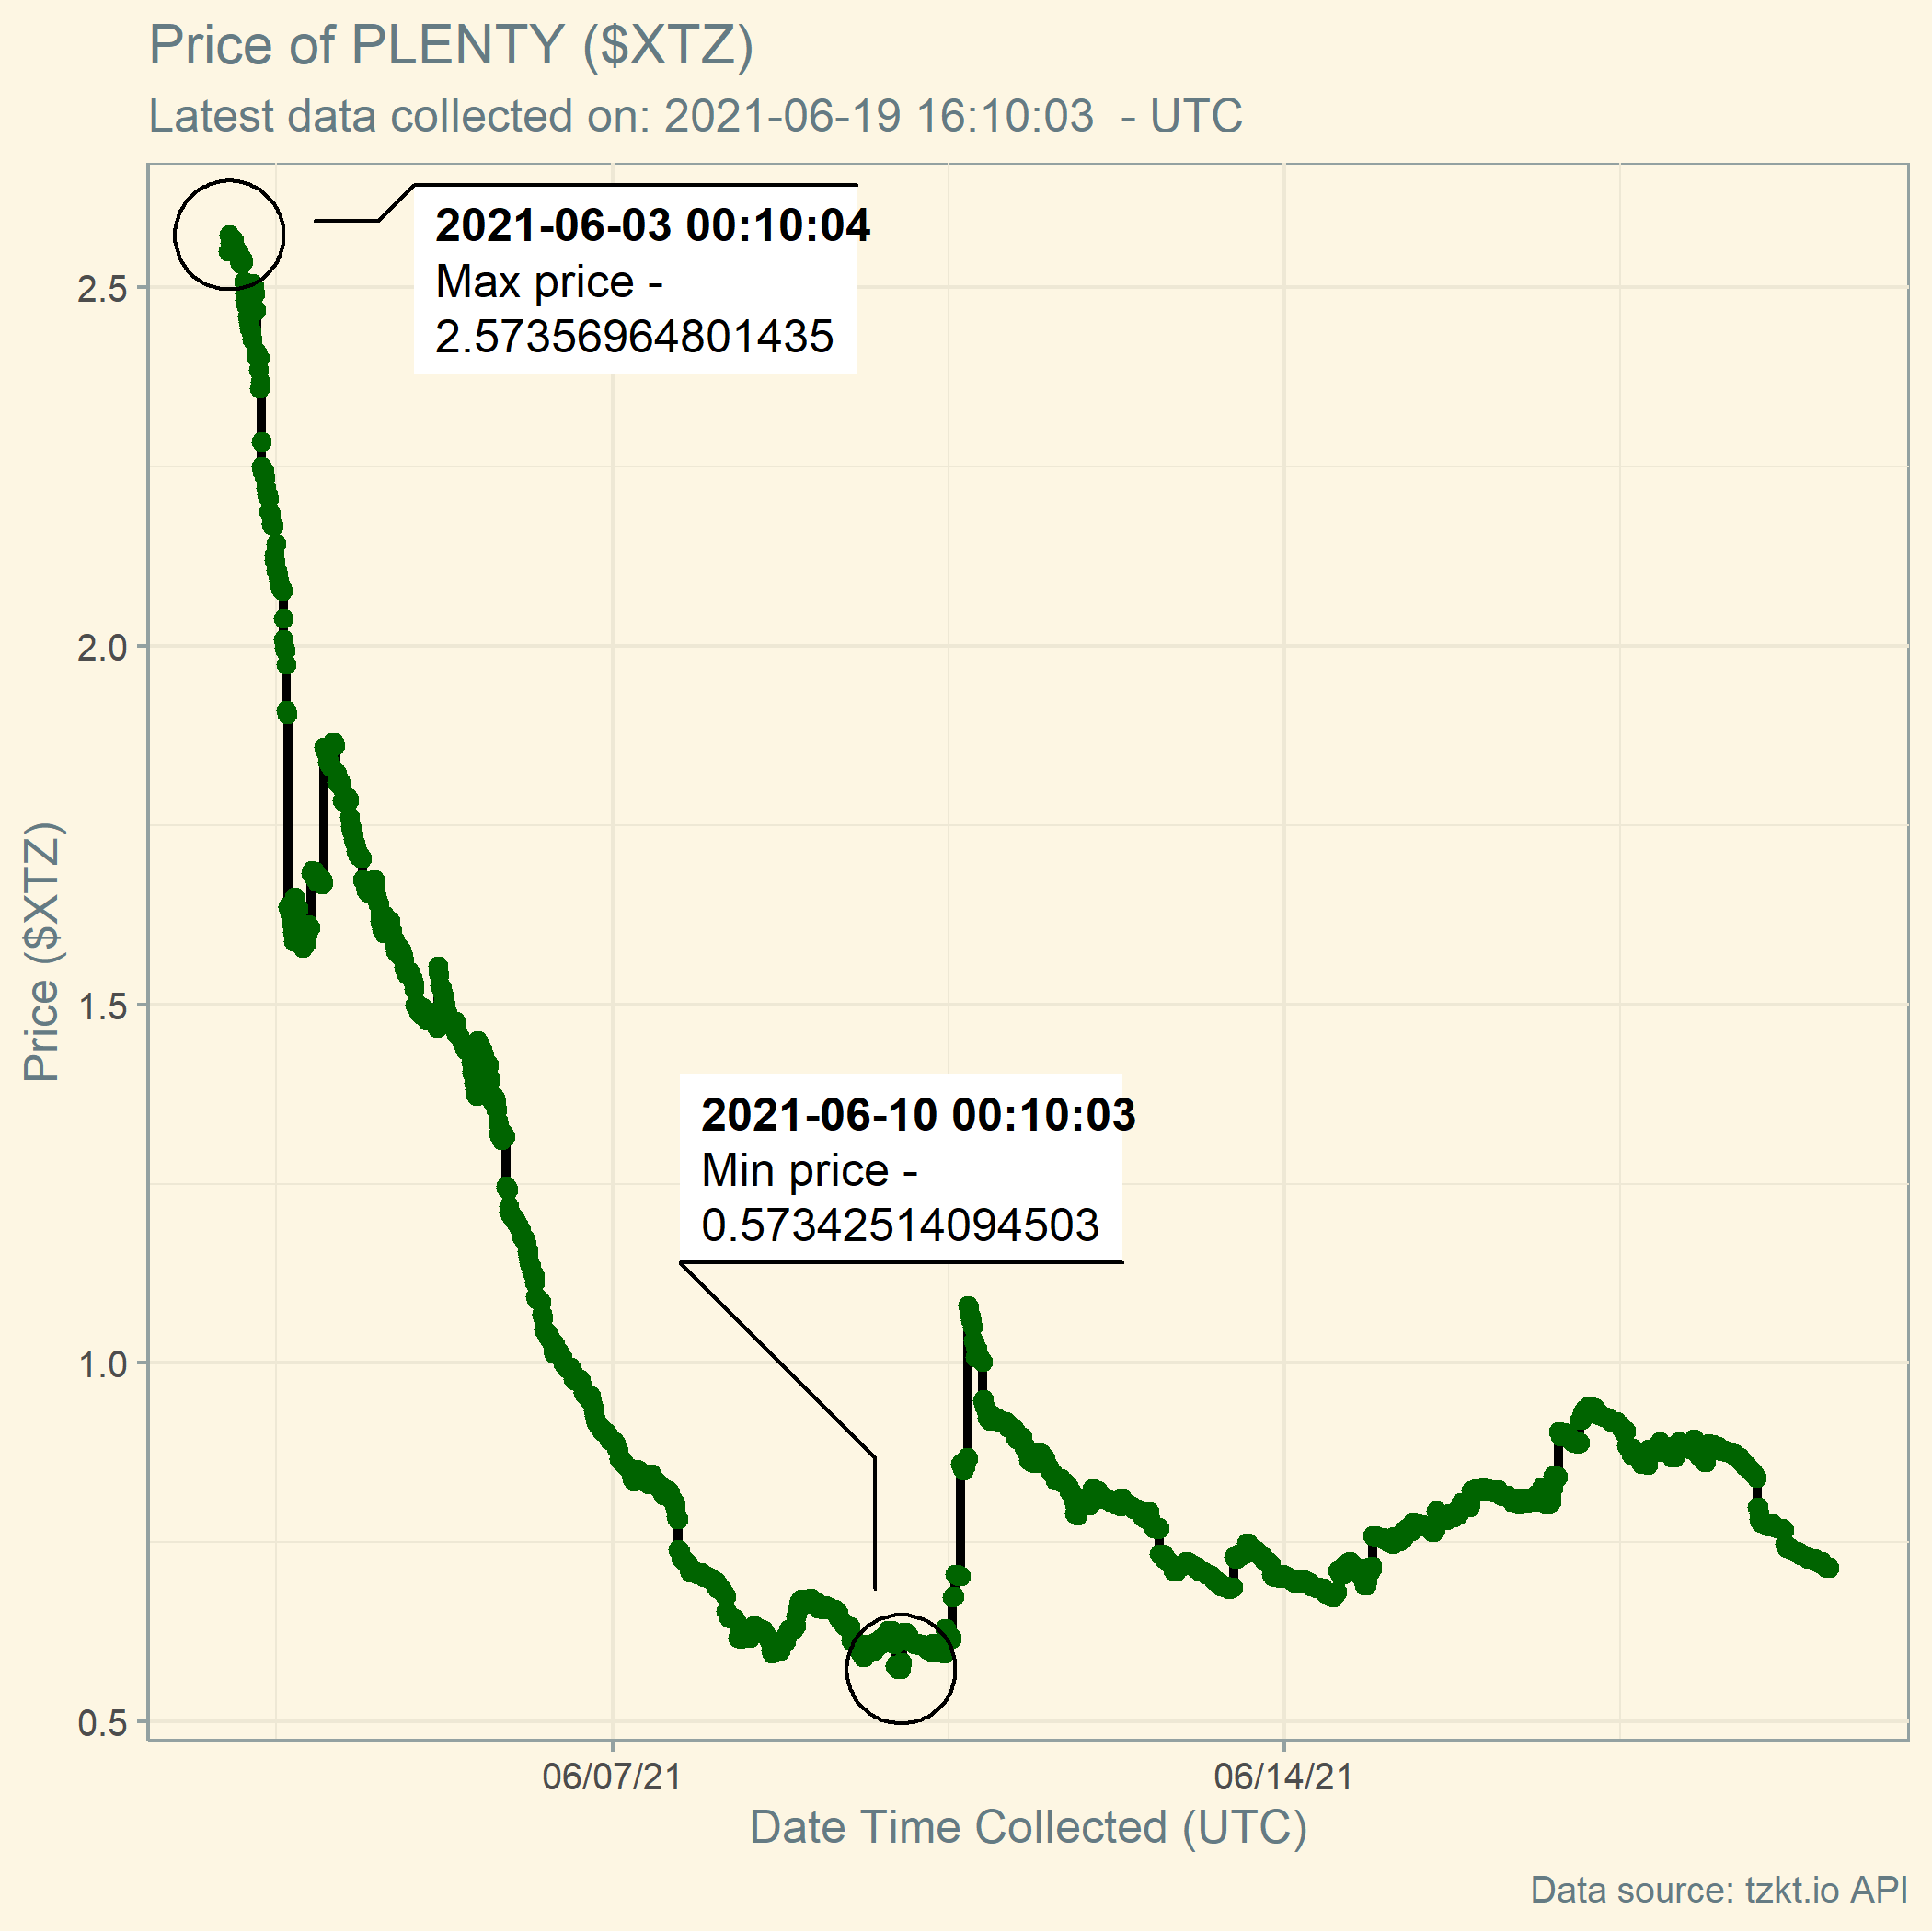 Price of PLENTY ($XTZ)
Latest data collected on: 2021-06-19 16:10:03  - UTC
2021-06-03 00:10:04
Max price -
2.57356964801435
2.5
2.0
1.5
1.0
0.5
Price ($XTZ)
2021-06-10 00:10:03
Min price -
0.57342514094503
06/07/21
06/14/21
Date Time Collected (UTC)
Data source: tzkt.io API